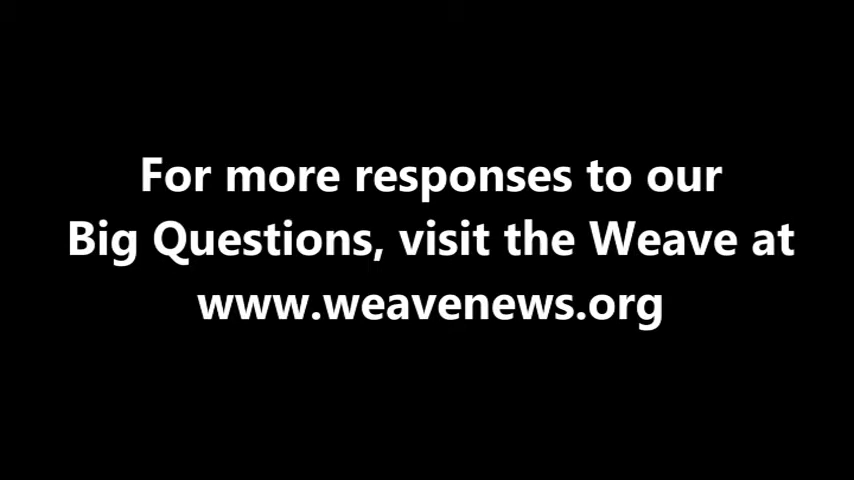 For more responses to our
Big Questions, visit the Weave at
www.weavenews.org